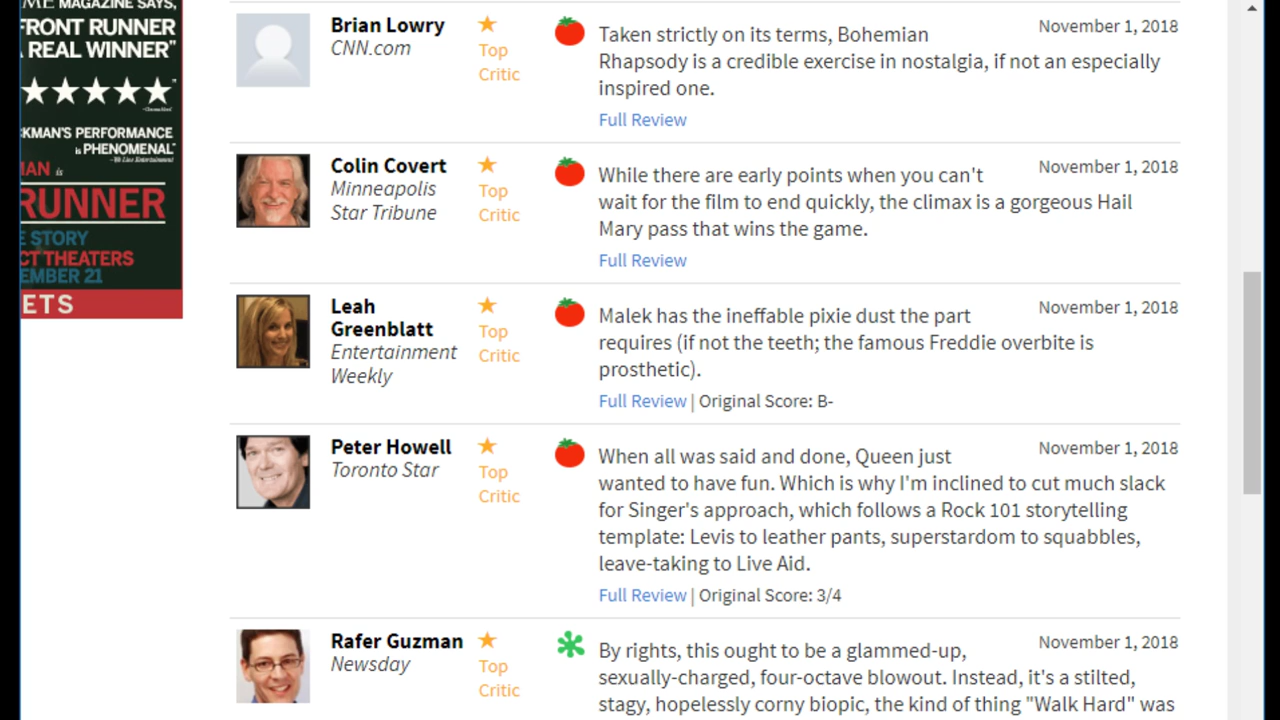 ME MAGAZINE SAYS,
FRONT RUNNER
REAL WINNER”
KMAN'S PERFORMANCE
is PHENOMENAL"
MAN is
RUNNER
E STORY
CT THEATERS
EMBER 21
ETS
Brian Lowry
CNN.com
Top
Critic
November 1, 2018
Taken strictly on its terms, Bohemian
Rhapsody is a credible exercise in nostalgia, if not an especially
inspired one.
Full Review
Colin Covert
Minneapolis
Star Tribune
Top
Critic
November 1, 2018
While there are early points when you can't
wait for the film to end quickly, the climax is a gorgeous Hail
Mary pass that wins the game.
Full Review
Leah
Greenblatt
Entertainment
Weekly
Top
Critic
November 1, 2018
Malek has the ineffable pixie dust the part
requires (if not the teeth; the famous Freddie overbite is
prosthetic).
Full Review | Original Score: B-
Peter Howell
Toronto Star
Top
Critic
November 1, 2018
When all was said and done, Queen just
wanted to have fun. Which is why I'm inclined to cut much slack
for Singer's approach, which follows a Rock 101 storytelling
template: Levis to leather pants, superstardom to squabbles,
leave-taking to Live Aid.
Full Review | Original Score: 3/4
Rafer Guzman
Newsday
Top
Critic
November 1, 2018
By rights, this ought to be a glammed-up,
sexually-charged, four-octave blowout. Instead, it's a stilted,
stagy, hopelessly corny biopic, the kind of thing "Walk Hard" was